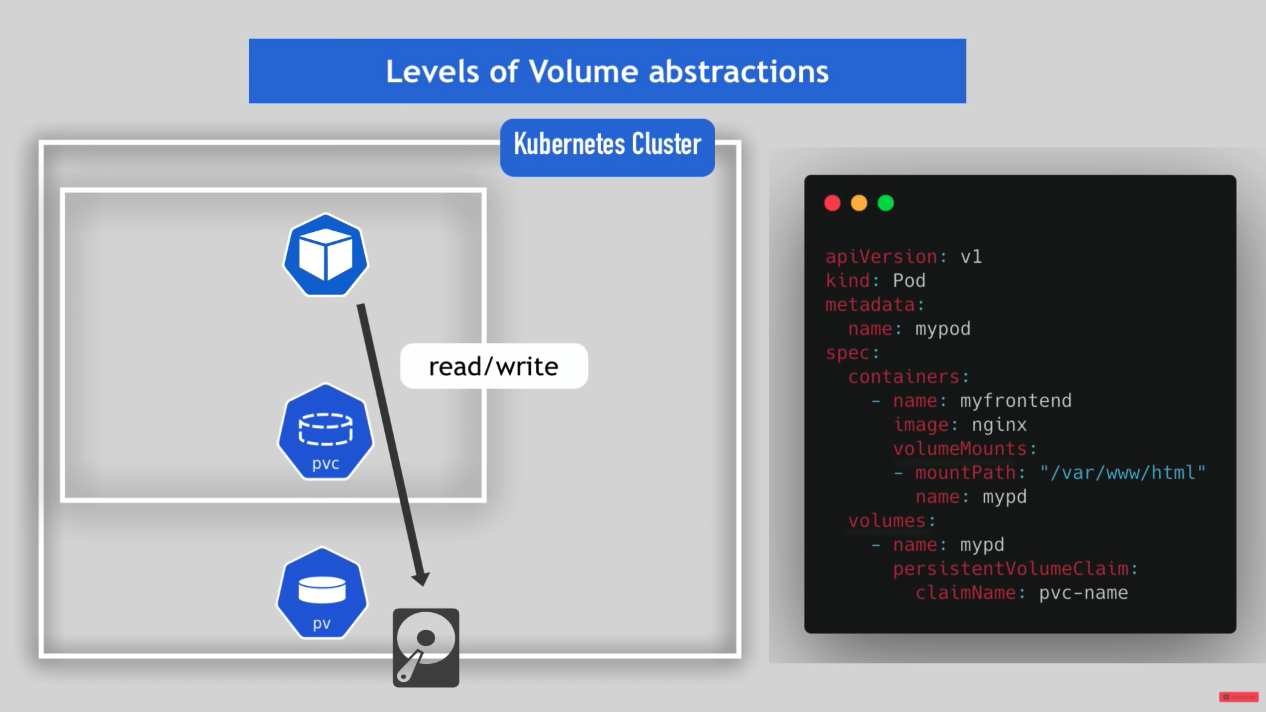 Levels of Volume abstractions
Kubernetes Cluster
read/write
pvc
pv
apiVersion: v1
kind: Pod
metadata:
  name: mypod
spec:
  containers:
    - name: myfrontend
      image: nginx
      volumeMounts:
      - mountPath: "/var/www/html"
        name: mypd
  volumes:
    - name: mypd
      persistentVolumeClaim:
        claimName: pvc-name